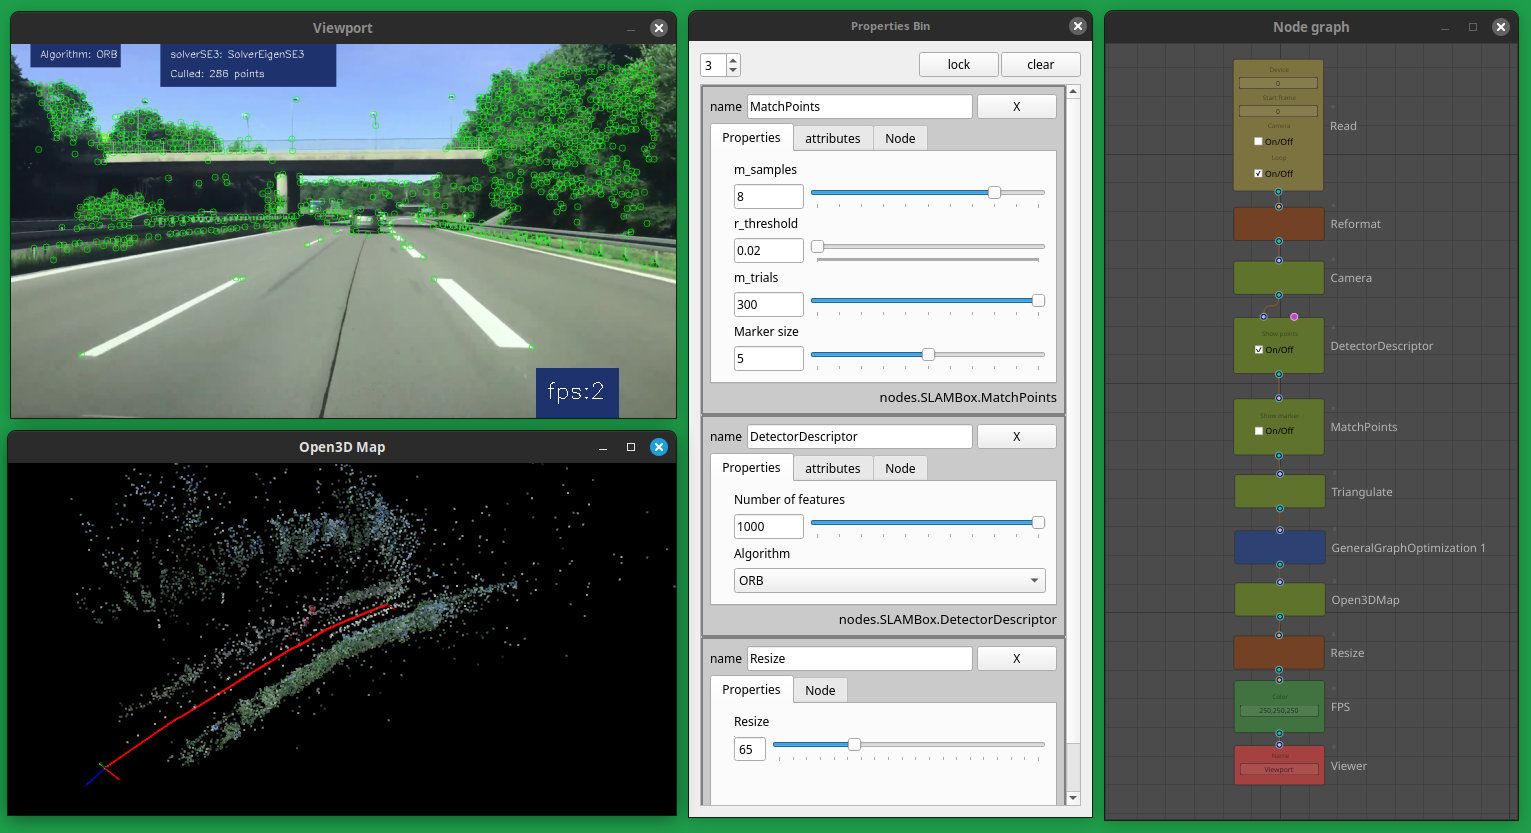 Viewport
Algorithm: ORB
solverSE3: SolverEigenSE3
Culled: 286 points
fps:2
Open3D Map
Properties Bin
3
lock
clear
name
MatchPoints
X
Properties
attributes
Node
m_samples
8
r_threshold
0.02
m_trials
300
Marker size
5
nodes.SLAMBox.MatchPoints
name
DetectorDescriptor
X
Properties
attributes
Node
Number of features
1000
Algorithm
ORB
nodes.SLAMBox.DetectorDescriptor
name
Resize
X
Properties
Node
Resize
65
Node graph
Device
0
Start frame
0
Camera
On/Off
Loop
On/Off
Read
Reformat
Camera
Show points
On/Off
DetectorDescriptor
Show marker
On/Off
MatchPoints
Triangulate
GeneralGraphOptimization 1
Open3DMap
Resize
Color
250,250,250
FPS
Name
Viewport
Viewer